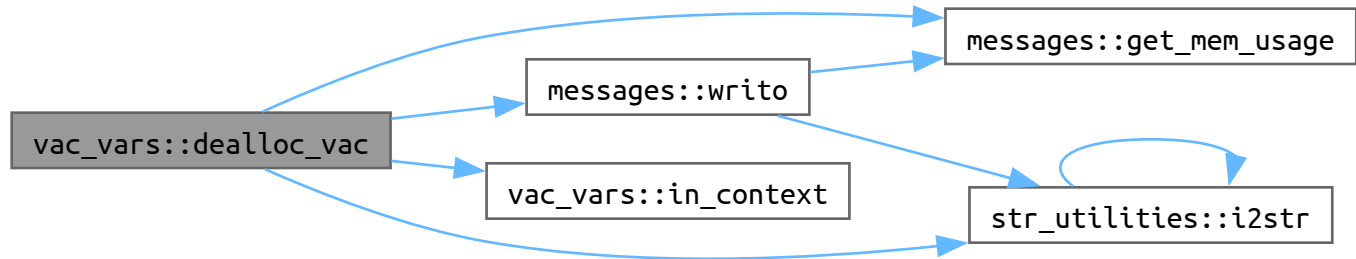 messages::get_mem_usage
messages::writo
vac_vars::dealloc_vac
vac_vars::in_context
str_utilities::i2str